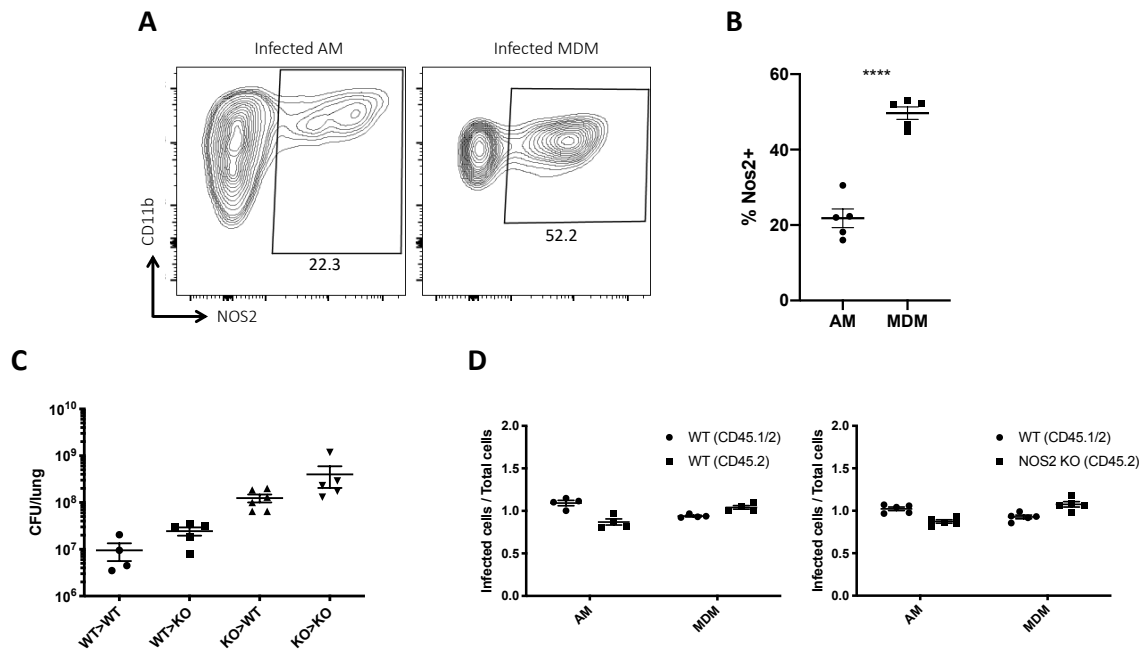 A
Infected AM
Infected MDM
CD11b
NOS2
22.3
52.2
B
****
% Nos2+
60
40
20
0
AM
MDM
C
CFU/lung
10^10
10^9
10^8
10^7
10^6
WT>WT
WT>KO
KO>WT
KO>KO
D
Infected cells / Total cells
2.0
1.5
1.0
0.5
0.0
WT (CD45.1/2)
WT (CD45.2)
AM
MDM
Infected cells / Total cells
2.0
1.5
1.0
0.5
0.0
WT (CD45.1/2)
NOS2 KO (CD45.2)
AM
MDM